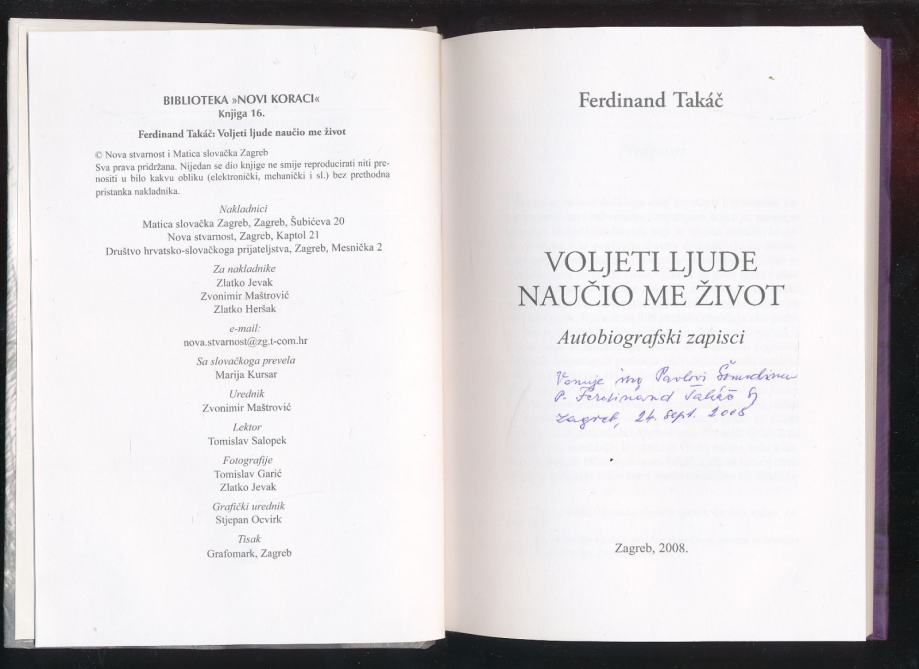 BIBLIOTEKA »NOVI KORACI«
Knjiga 16.
Ferdinand Takáč: Voljeti ljude naučio me život
© Nova stvarnost i Matica slovačka Zagreb
Sva prava pridržana. Nijedan se dio knjige ne smije reproducirati niti pre-
nositi u bilo kakvu obliku (elektronički, mehanički i sl.) bez prethodna
pristanka nakladnika.
Nakladnici
Matica slovačka Zagreb, Zagreb, Šubićeva 20
Nova stvarnost, Zagreb, Kaptol 21
Društvo hrvatsko-slovačkoga prijateljstva, Zagreb, Mesnička 2
Za nakladnike
Zlatko Jevak
Zvonimir Maštrović
Zlatko Heršak
e-mail:
nova.stvarnost@zg.t-com.hr
Sa slovačkoga prevela
Marija Kursar
Urednik
Zvonimir Maštrović
Lektor
Tomislav Salopek
Fotografije
Tomislav Garić
Zlatko Jevak
Grafički urednik
Stjepan Ocvirk
Tisak
Grafomark, Zagreb
Ferdinand Takáč
VOLJETI LJUDE
NAUČIO ME ŽIVOT
Autobiografski zapisci
Venuje Pavlovi
P. Ferdinand Takáč SJ
Zagreb, 24. Sept. 2008
Zagreb, 2008.